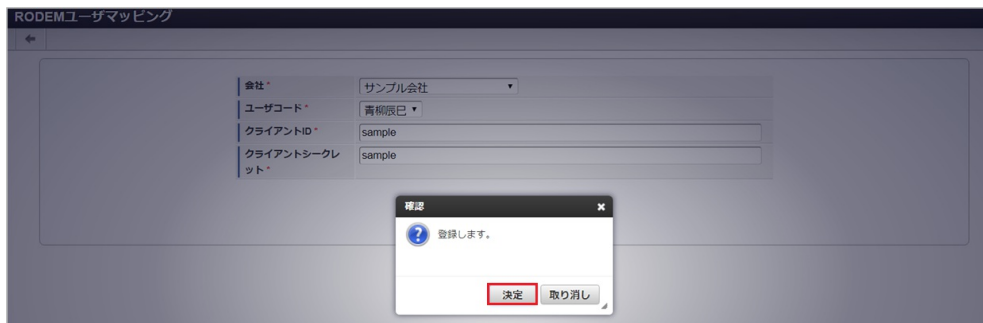 RODEMユーザマッピング
会社*
サンプル会社
ユーザコード*
青柳辰巳
クライアントID*
sample
クライアントシークレ
ット*
sample
確認
登録します。
決定
取り消し